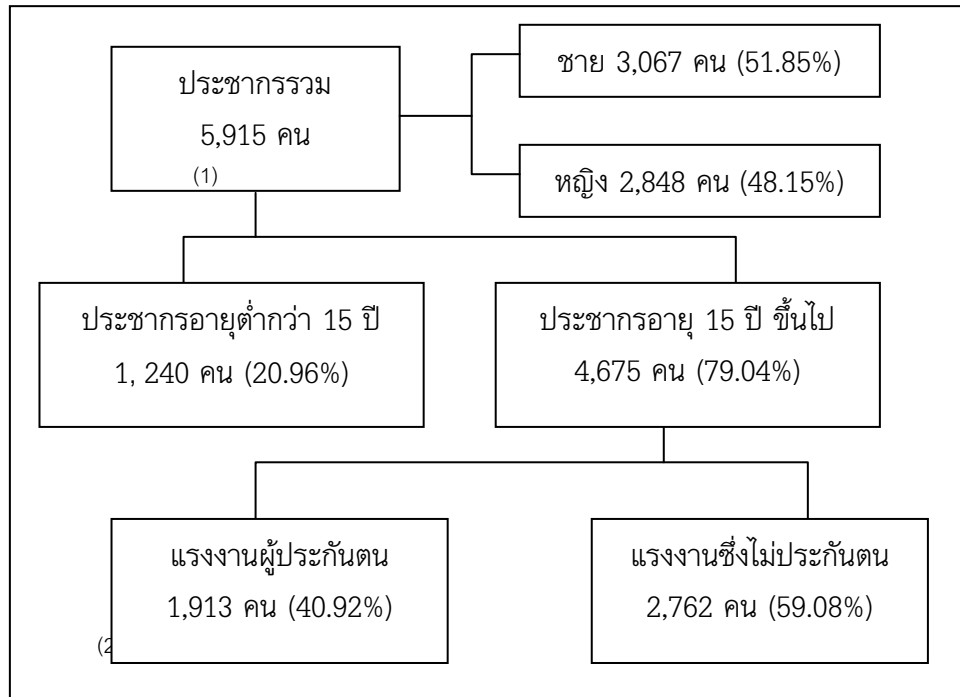 ประชากรรวม
5,915 คน
(1)
ชาย 3,067 คน (51.85%)
หญิง 2,848 คน (48.15%)
ประชากรอายุต่ำกว่า 15 ปี
1, 240 คน (20.96%)
ประชากรอายุ 15 ปี ขึ้นไป
4,675 คน (79.04%)
แรงงานผู้ประกันตน
1,913 คน (40.92%)
(2
แรงงานซึ่งไม่ประกันตน
2,762 คน (59.08%)